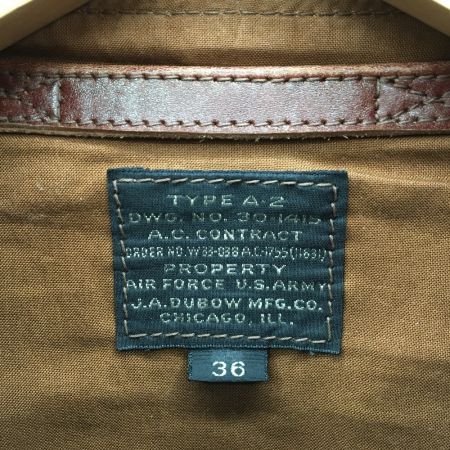 TYPE A-2
DWG. NO. 30-1415
A.C. CONTRACT
ORDER NO. W33-038 A.C-1755(11631)
PROPERTY
AIR FORCE U.S. ARMY
J.A. DUBOW MFG. CO.
CHICAGO, ILL.
36